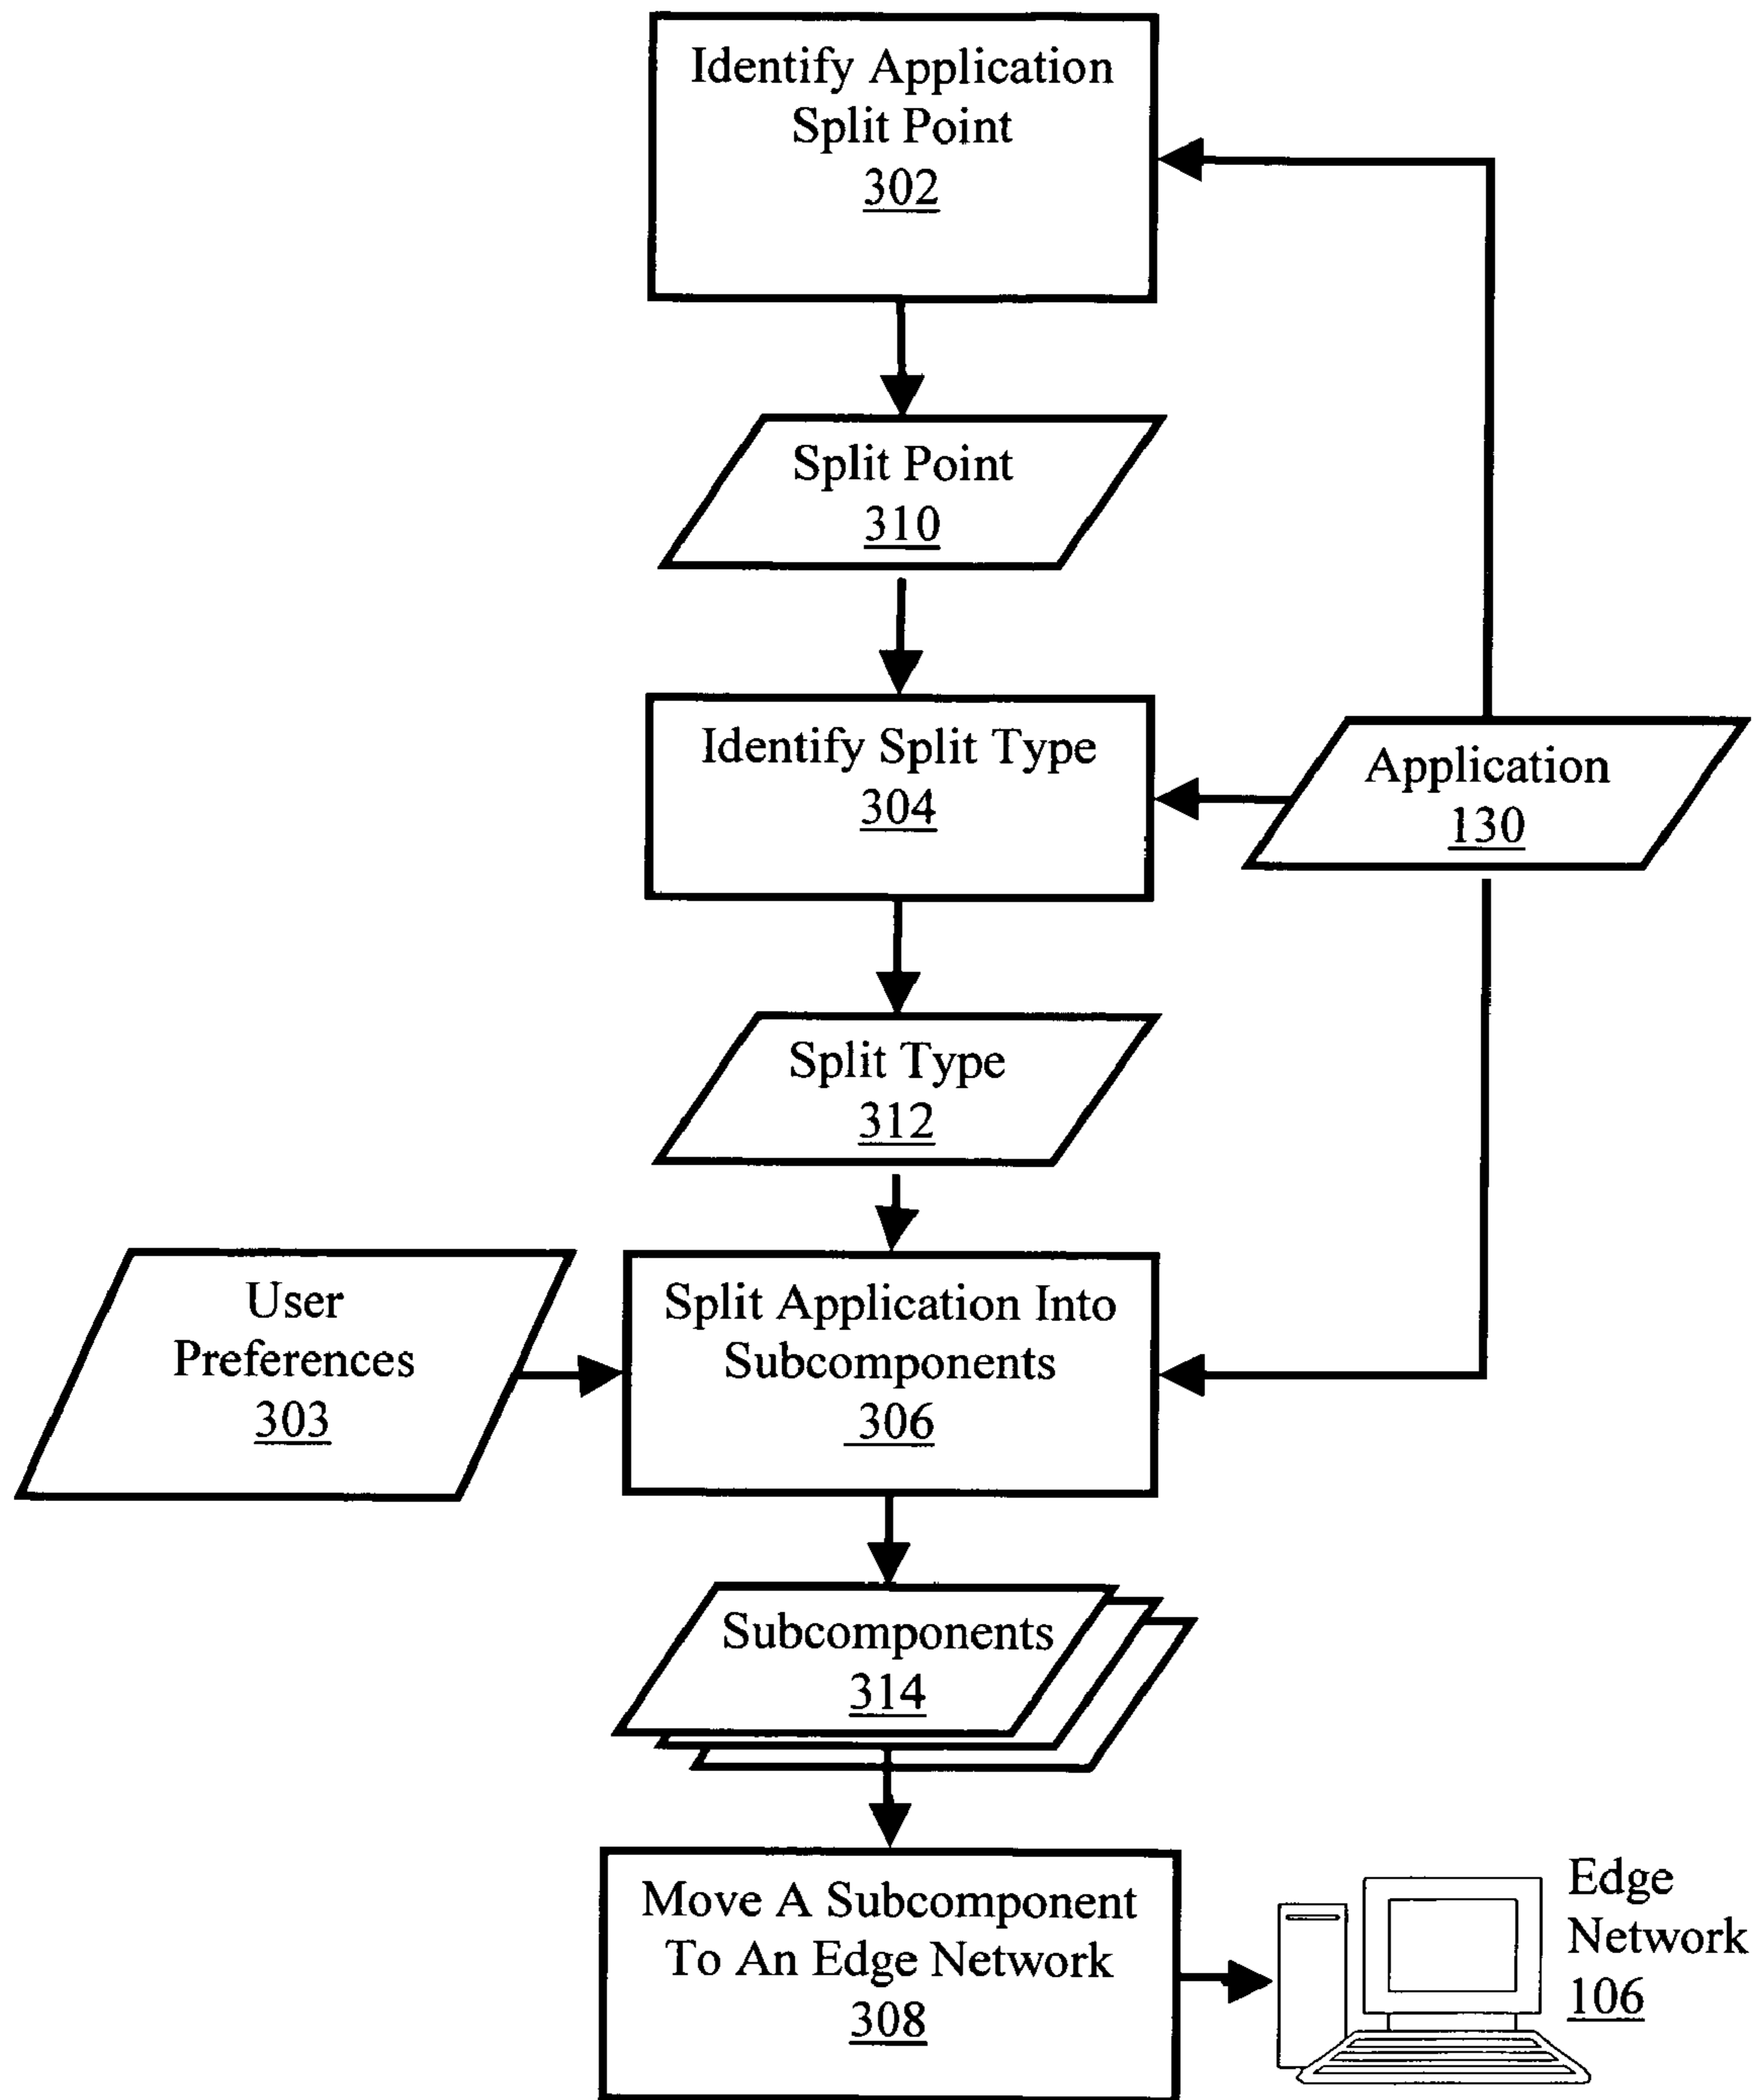 Identify Application
Split Point
302
Split Point
310
Identify Split Type
304
Application
130
Split Type
312
User
Preferences
303
Split Application Into
Subcomponents
306
Subcomponents
314
Move A Subcomponent
To An Edge Network
308
Edge
Network
106